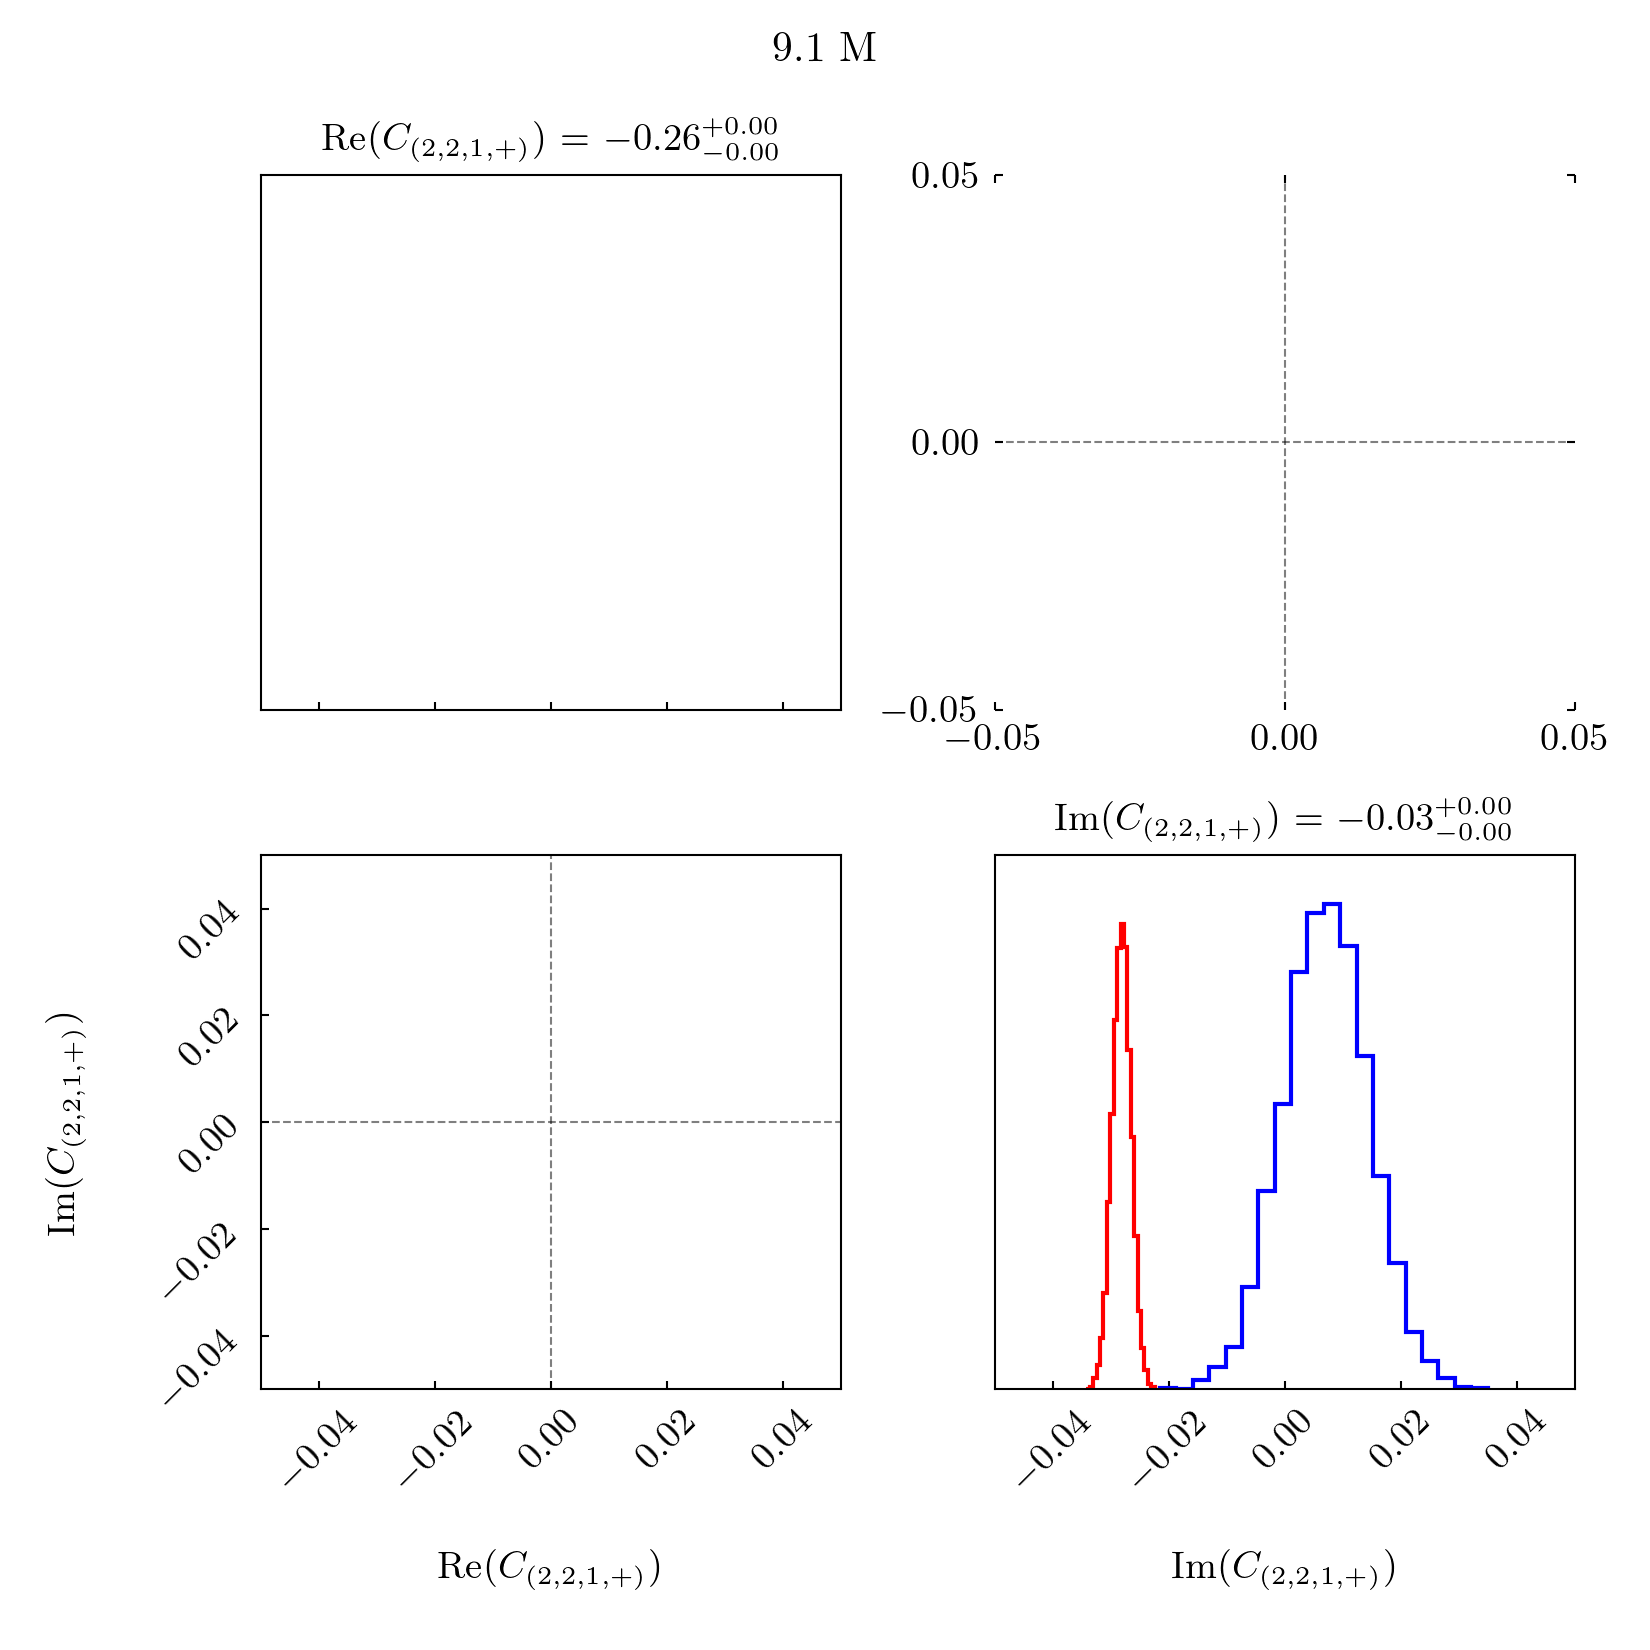 9.1 M
Re(C_{(2,2,1,+)}) = −0.26^{+0.00}_{−0.00}
0.05
0.00
−0.05
−0.05 0.00 0.05
Im(C_{(2,2,1,+)}) = −0.03^{+0.00}_{−0.00}
Im(C_{(2,2,1,+)})
0.04
0.02
0.00
−0.02
−0.04
−0.04 −0.02 0.00 0.02 0.04
−0.04 −0.02 0.00 0.02 0.04
Re(C_{(2,2,1,+)})
Im(C_{(2,2,1,+)})